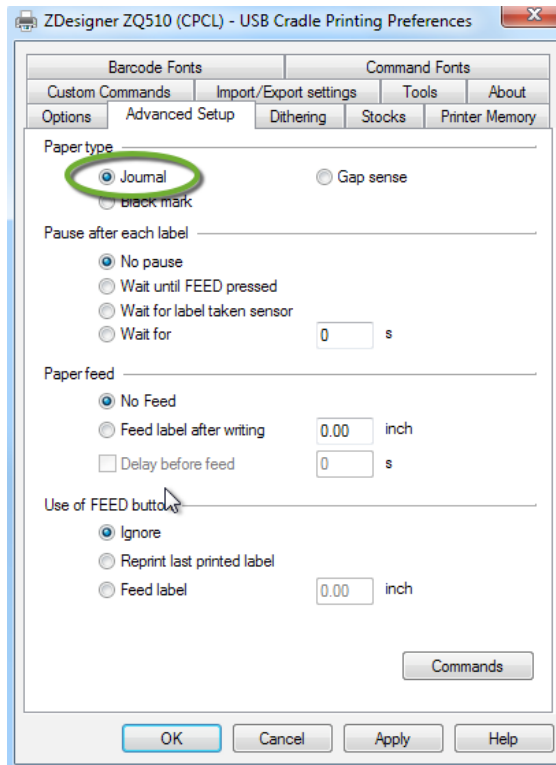 ZDesigner ZQ510 (CPCL) - USB Cradle Printing Preferences
Barcode Fonts Command Fonts
Custom Commands Import/Export settings Tools About
Options Advanced Setup Dithering Stocks Printer Memory
Paper type
Journal Gap sense
Black mark
Pause after each label
No pause
Wait until FEED pressed
Wait for label taken sensor
Wait for 0 s
Paper feed
No Feed
Feed label after writing 0.00 inch
Delay before feed 0 s
Use of FEED button
Ignore
Reprint last printed label
Feed label 0.00 inch
Commands
OK Cancel Apply Help